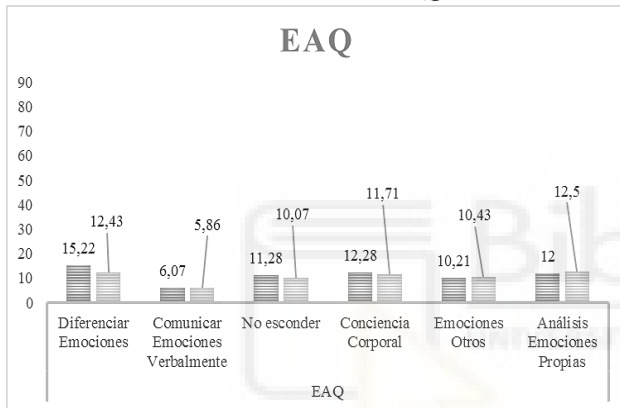 EAQ
90
80
70
60
50
40
30
20
10
0
15,22
12,43
6,07
5,86
11,28
10,07
12,28
11,71
10,21
10,43
12
12,5
Diferenciar
Emociones
Comunicar
Emociones
Verbalmente
No esconder
Conciencia
Corporal
Emociones
Otros
Análisis
Emociones
Propias
EAQ